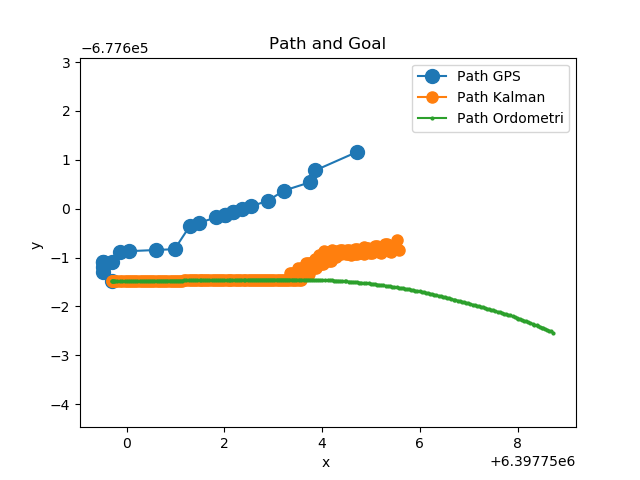 Path and Goal
−6.776e5
Path GPS
Path Kalman
Path Ordometri
3
2
1
0
−1
−2
−3
−4
y
0
2
4
6
8
x
+6.39775e6